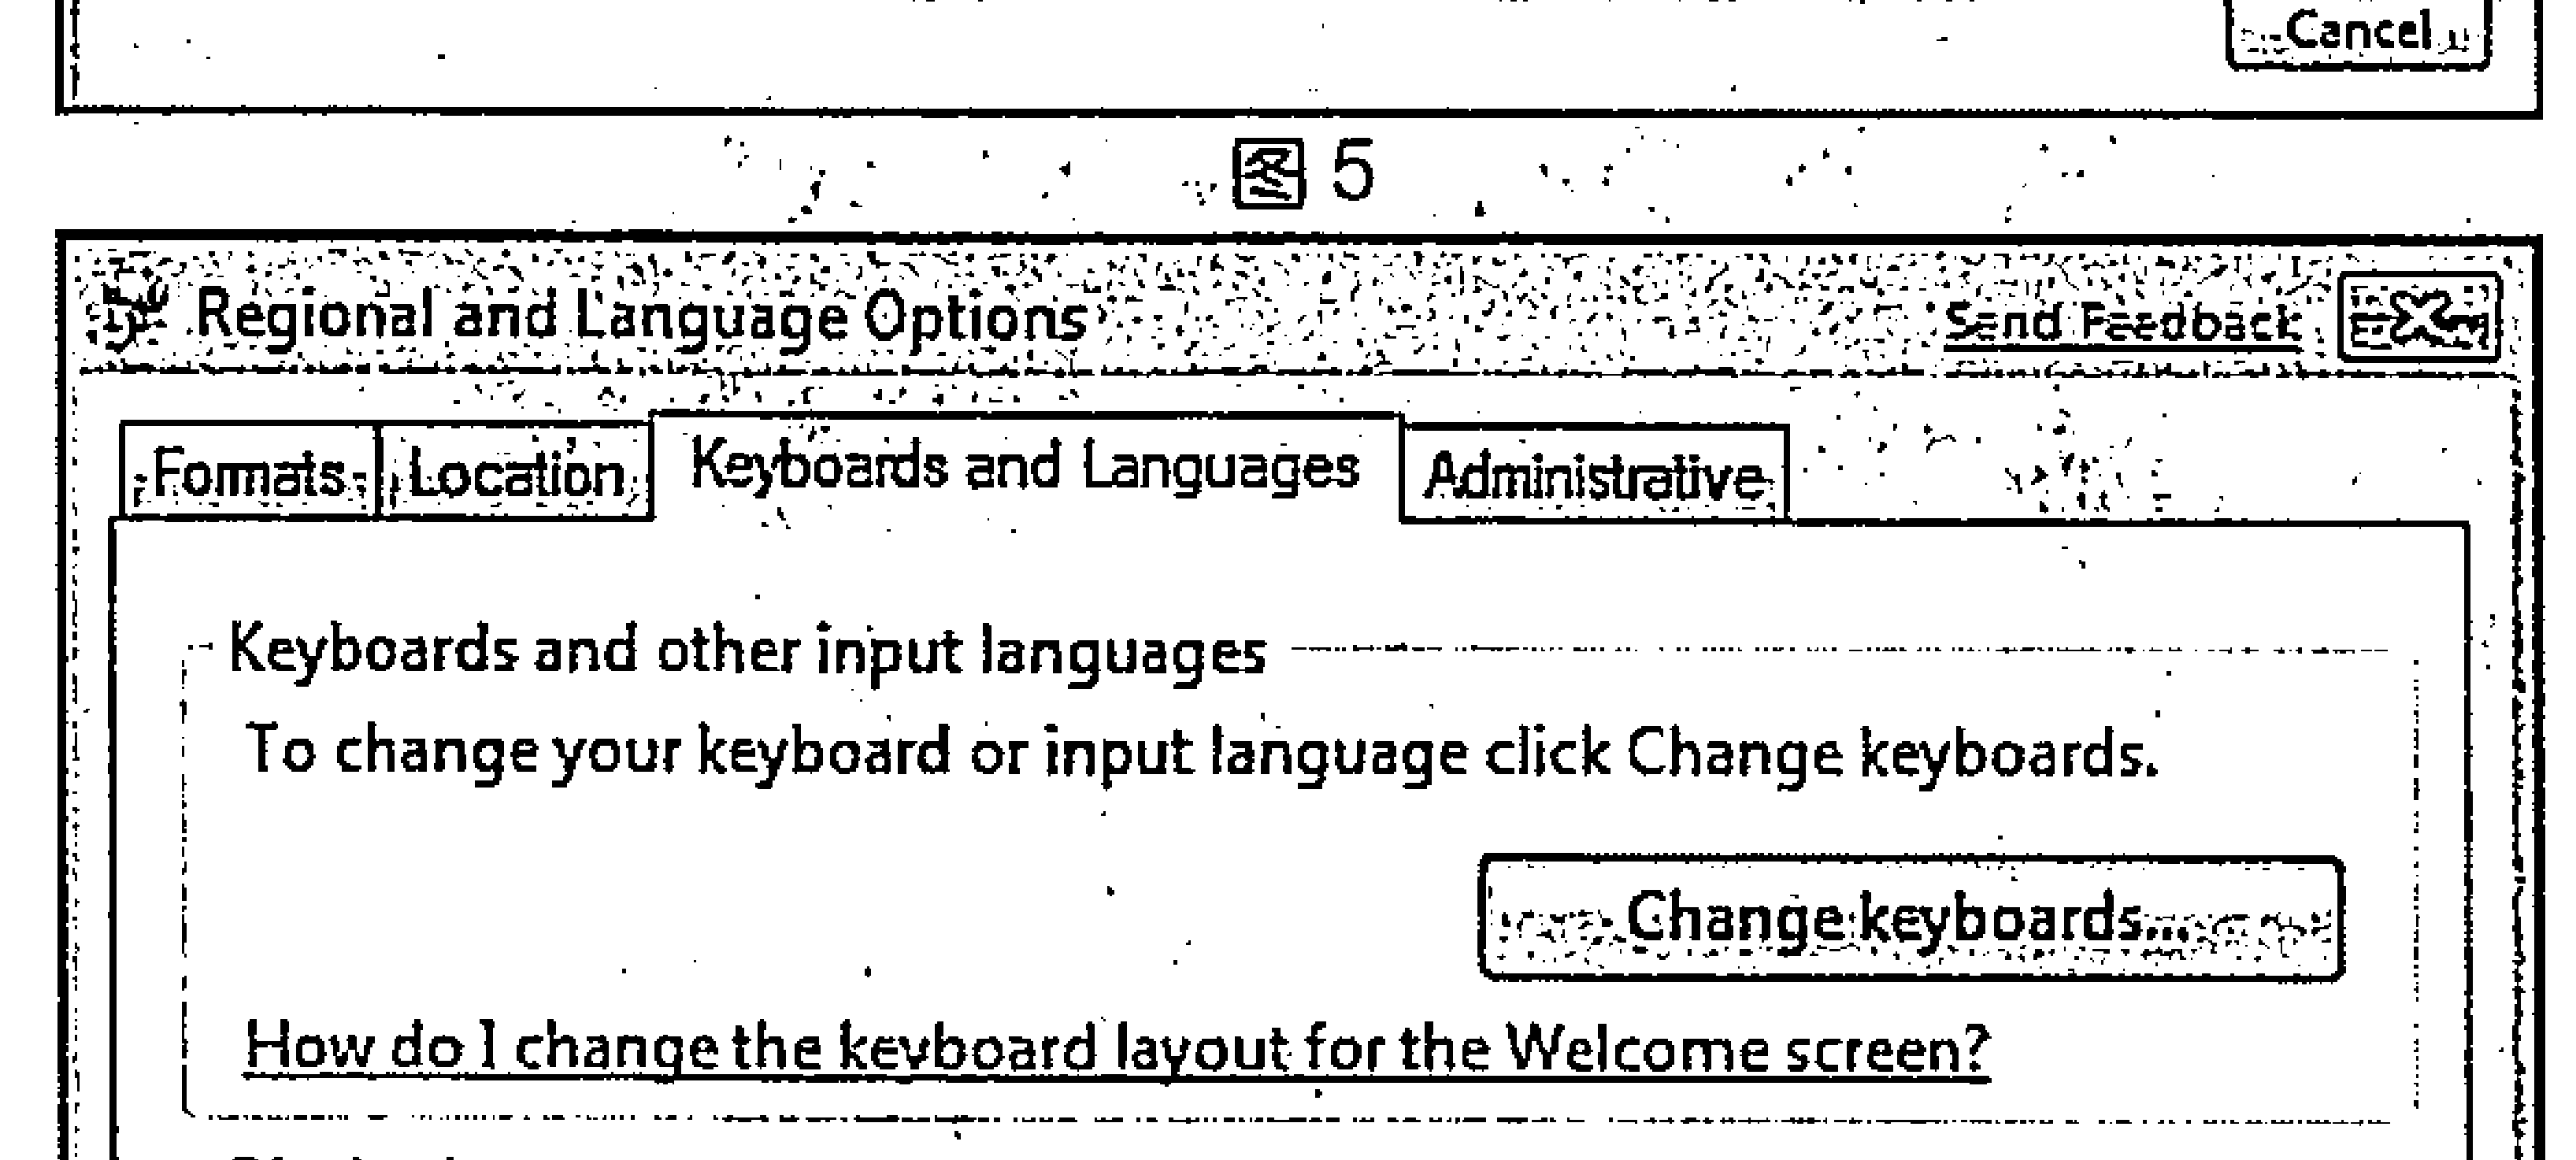 Cancel
图 5
Regional and Language Options Send Feedback
Formats Location Keyboards and Languages Administrative
Keyboards and other input languages
To change your keyboard or input language click Change keyboards.
Change keyboards...
How do I change the keyboard layout for the Welcome screen?